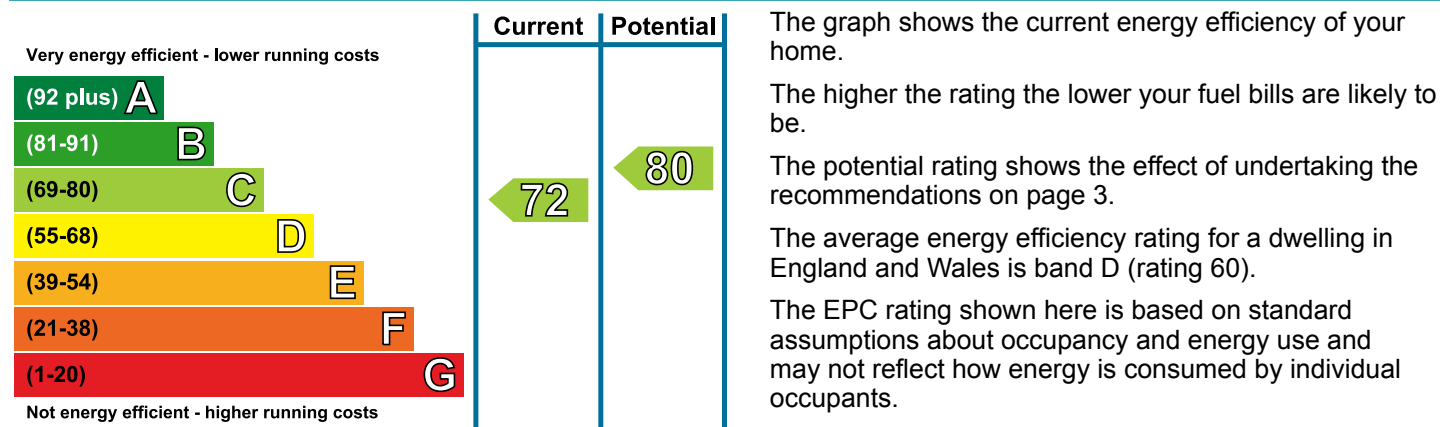 Current Potential
Very energy efficient - lower running costs
(92 plus) A
(81-91) B
(69-80) C
(55-68) D
(39-54) E
(21-38) F
(1-20) G
Not energy efficient - higher running costs
72
80
The graph shows the current energy efficiency of your
home.
The higher the rating the lower your fuel bills are likely to
be.
The potential rating shows the effect of undertaking the
recommendations on page 3.
The average energy efficiency rating for a dwelling in
England and Wales is band D (rating 60).
The EPC rating shown here is based on standard
assumptions about occupancy and energy use and
may not reflect how energy is consumed by individual
occupants.